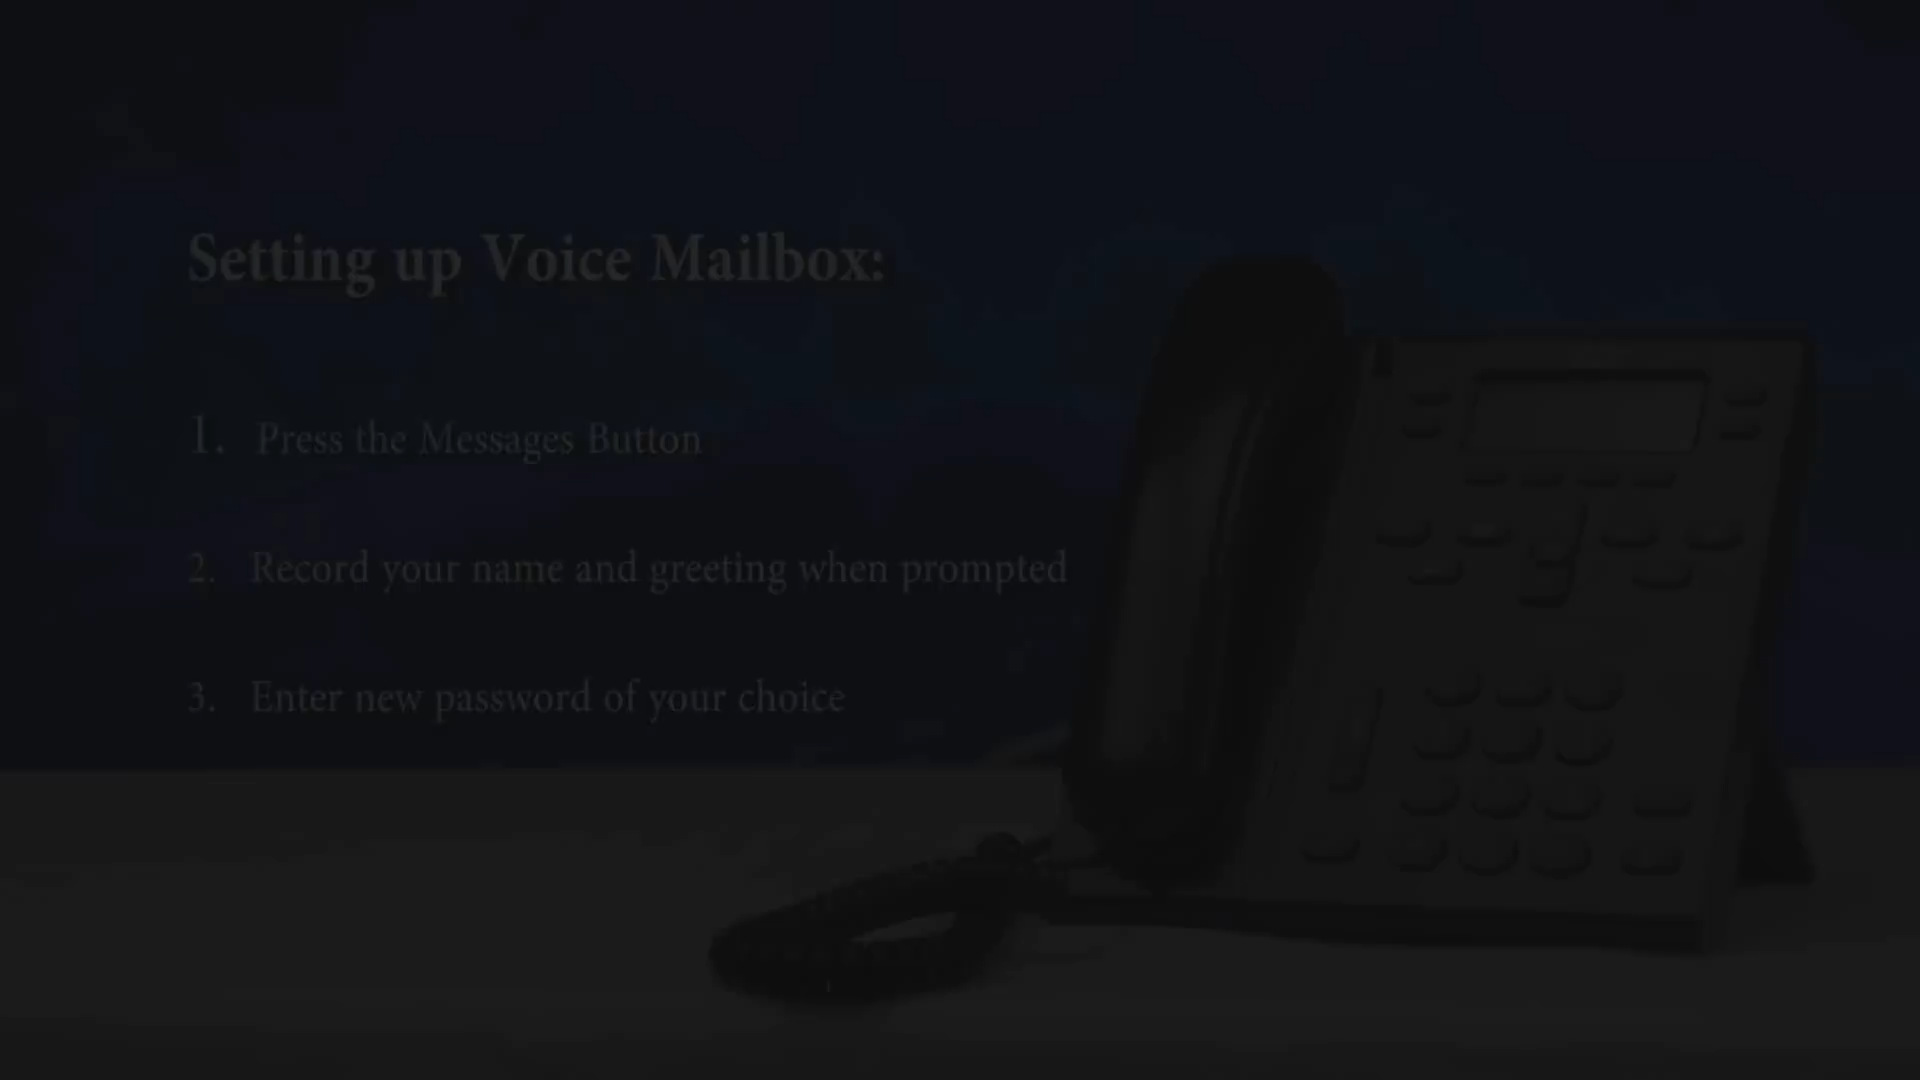 Setting up Voice Mailbox:
1. Press the Messages Button
2. Record your name and greeting when prompted
3. Enter new password of your choice